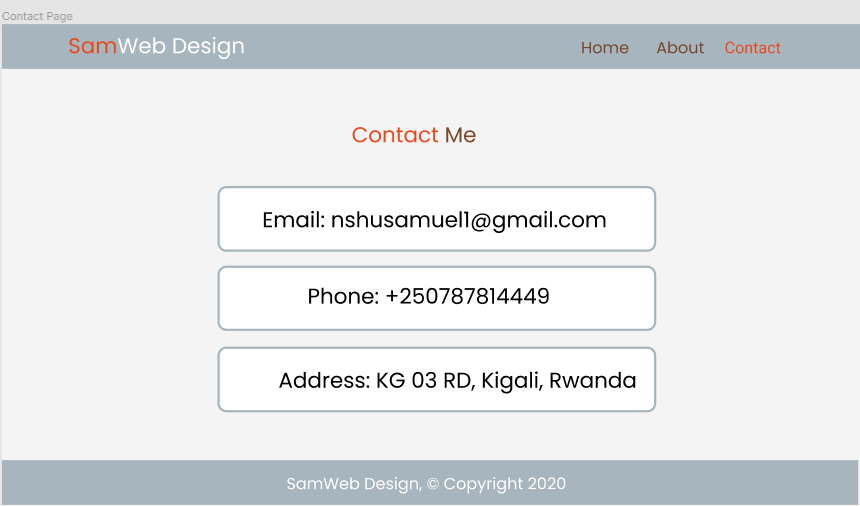 Contact Page
SamWeb Design
Home About Contact
Contact Me
Email: nshusamuel1@gmail.com
Phone: +250787814449
Address: KG 03 RD, Kigali, Rwanda
SamWeb Design, © Copyright 2020